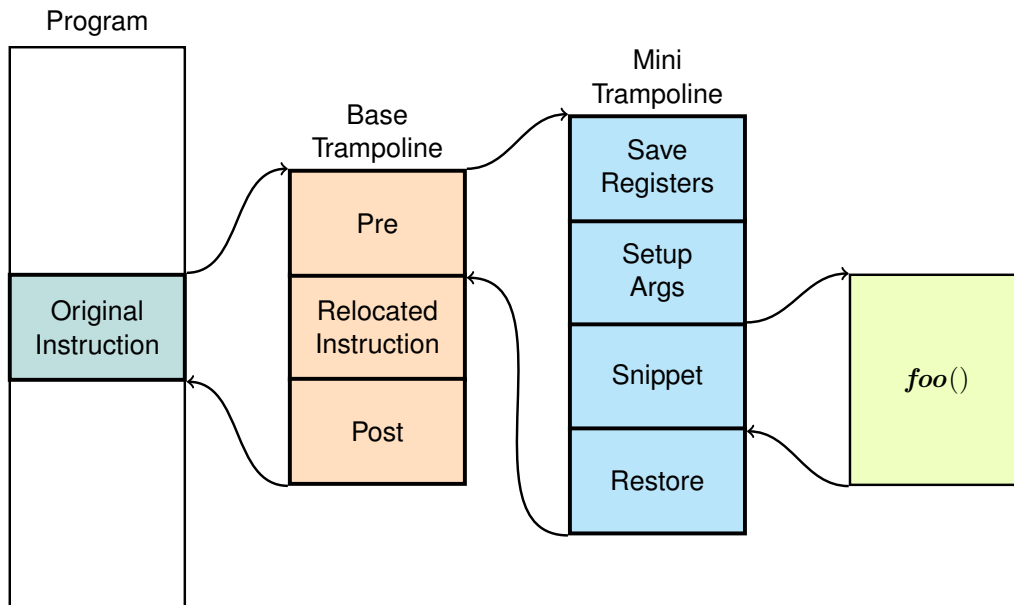 Program
Original
Instruction
Base
Trampoline
Pre
Relocated
Instruction
Post
Mini
Trampoline
Save
Registers
Setup
Args
Snippet
Restore
foo()